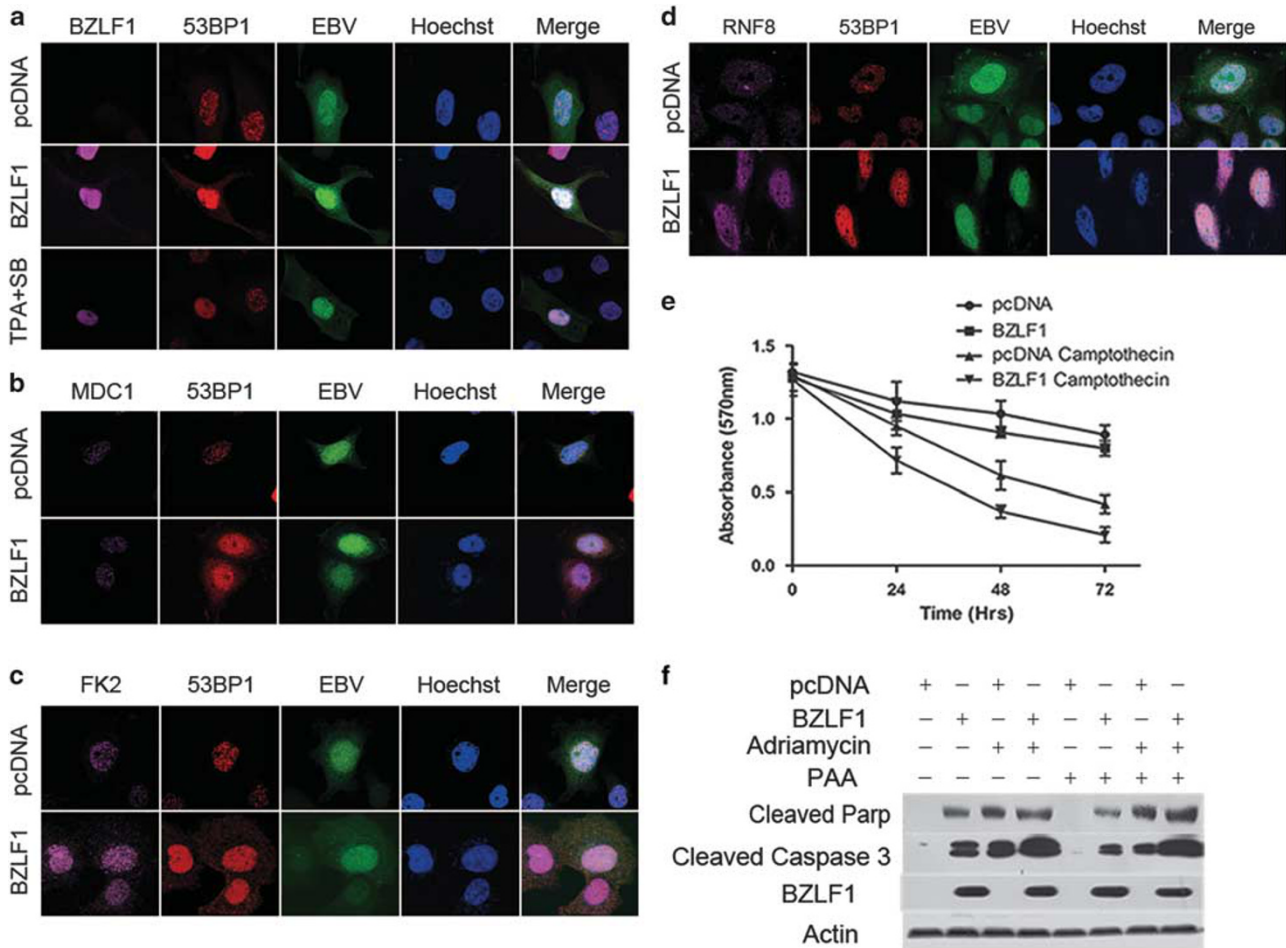 a
BZLF1 53BP1 EBV Hoechst Merge
pcDNA
BZLF1
TPA+SB
b
MDC1 53BP1 EBV Hoechst Merge
pcDNA
BZLF1
c
FK2 53BP1 EBV Hoechst Merge
pcDNA
BZLF1
d
RNF8 53BP1 EBV Hoechst Merge
pcDNA
BZLF1
e
pcDNA
BZLF1
pcDNA Camptothecin
BZLF1 Camptothecin
Absorbance (570nm)
1.5
1.0
0.5
0.0
0 24 48 72
Time (Hrs)
f
pcDNA + − + − + − + −
BZLF1 − + − + − + − +
Adriamycin − − + + − − + +
PAA − − − − + + + +
Cleaved Parp
Cleaved Caspase 3
BZLF1
Actin